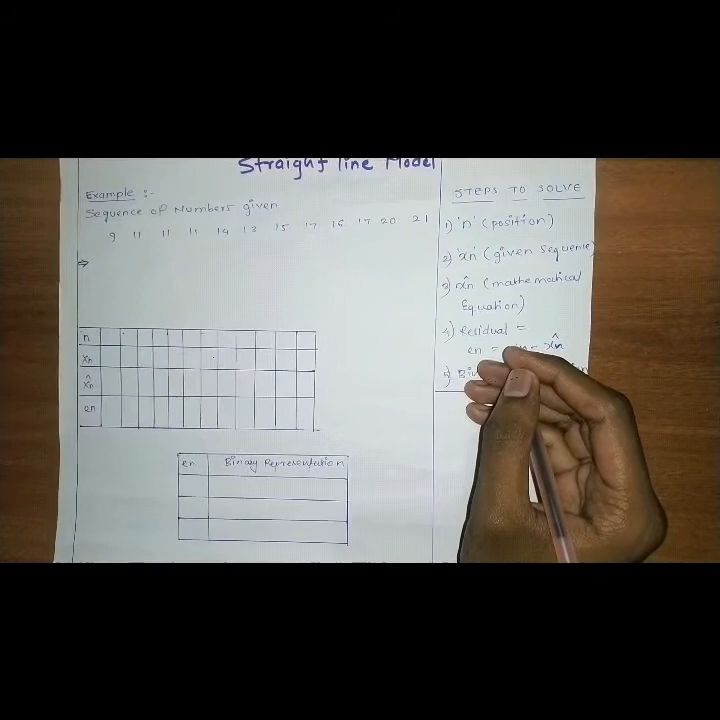 Straight line Model
Example :-
Sequence of Numbers given
9 11 11 11 14 13 15 17 16 17 20 21
⇒
n
xn
x̂n
en
en Binary Representation
STEPS TO SOLVE
1) 'n' (position)
2) 'xn' (given sequence)
3) x̂n (mathematical
Equation)
4) Residual =
en = xn - x̂n
5)